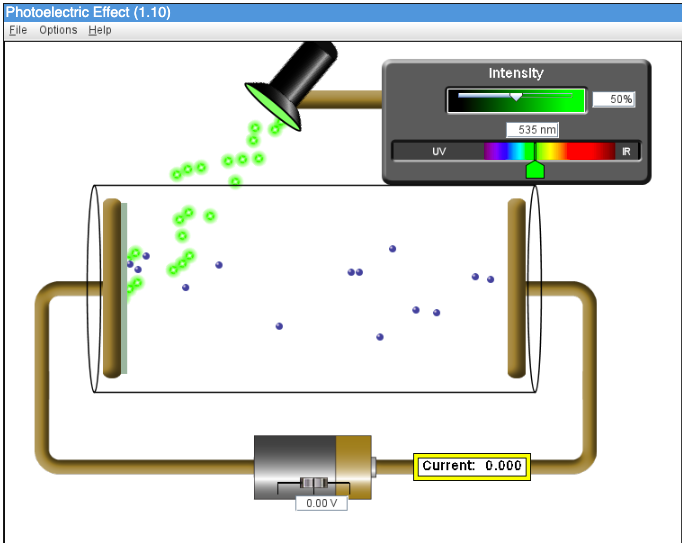 Photoelectric Effect (1.10)
File Options Help
Intensity
50%
535 nm
UV
IR
Current: 0.000
0.00 V